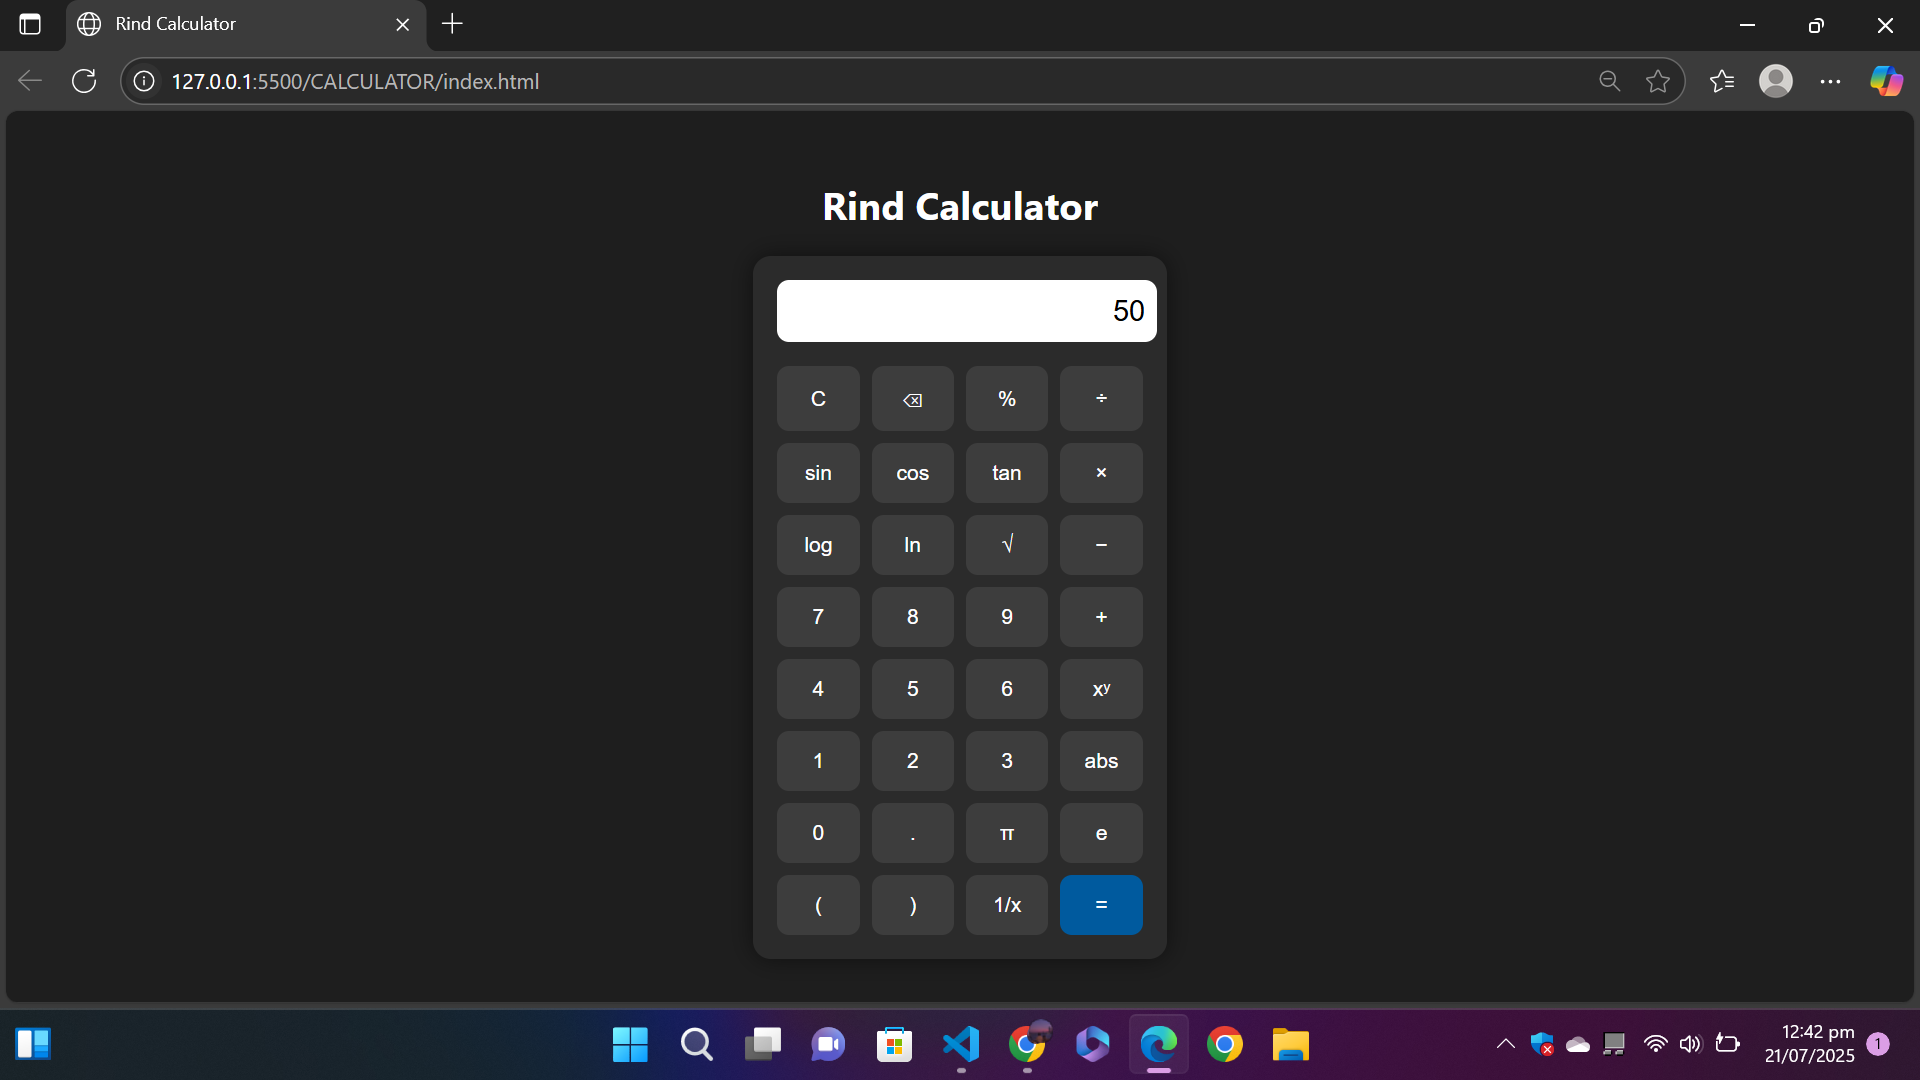 Rind Calculator
127.0.0.1:5500/CALCULATOR/index.html
Rind Calculator
50
C ⌫ % ÷
sin cos tan ×
log ln √ −
7 8 9 +
4 5 6 xʸ
1 2 3 abs
0 . π e
( ) 1/x =
12:42 pm
21/07/2025
1